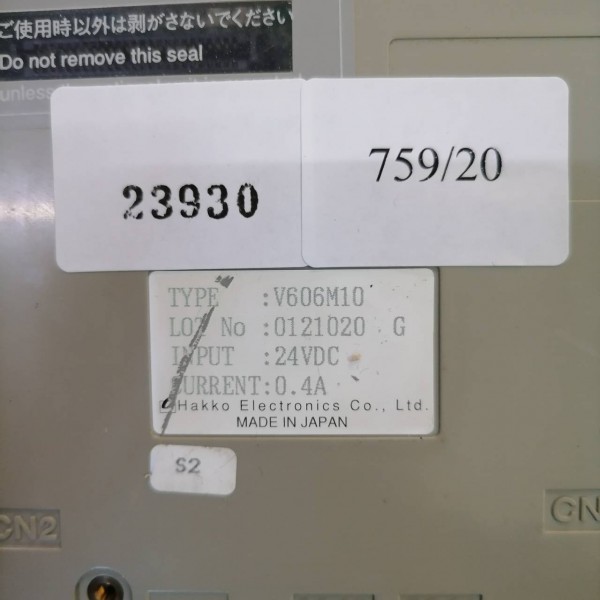 ご使用時以外は剥がさないでください
Do not remove this seal
unless
23930
759/20
TYPE :V606M10
LOT No :0121020 G
INPUT :24VDC
CURRENT:0.4A
Hakko Electronics Co., Ltd.
MADE IN JAPAN
S2
CN2
CN